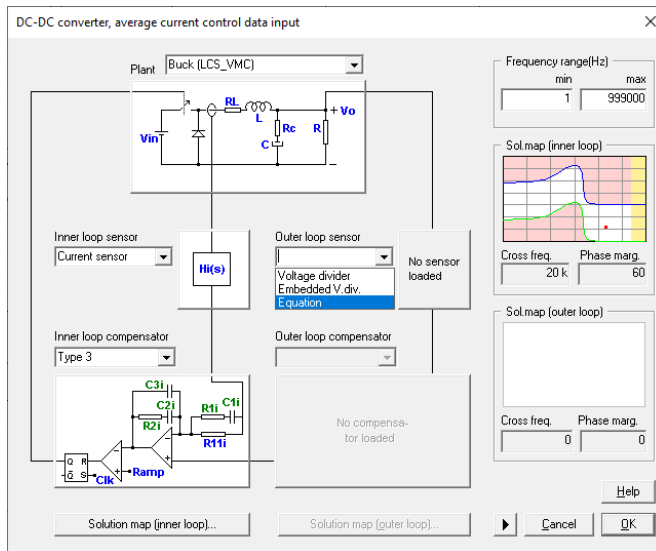 DC-DC converter, average current control data input
Plant
Buck (LCS_VMC)
RL
L
+ Vo
Vin
Rc
C
R
−
Inner loop sensor
Current sensor
Hi(s)
Outer loop sensor
Voltage divider
Embedded V.div.
Equation
No sensor
loaded
Inner loop compensator
Type 3
Outer loop compensator
C3i
C2i
R2i
R1i
C1i
R11i
Q R
Q S
Clk
Ramp
− +
− +
No compensa-
tor loaded
Solution map (inner loop)...
Solution map (outer loop)...
Frequency range(Hz)
min max
1 999000
Sol.map (inner loop)
Cross freq. Phase marg.
20 k 60
Sol.map (outer loop)
Cross freq. Phase marg.
0 0
Help
Cancel
OK